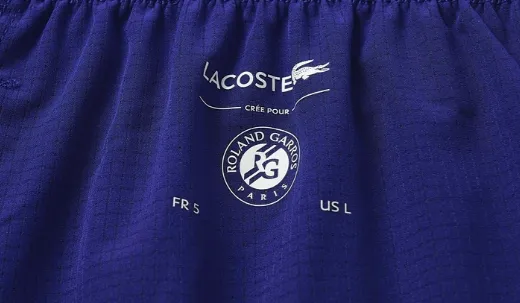 LACOSTE
CRÉE POUR
ROLAND GARROS
RG
PARIS
FR 5
US L